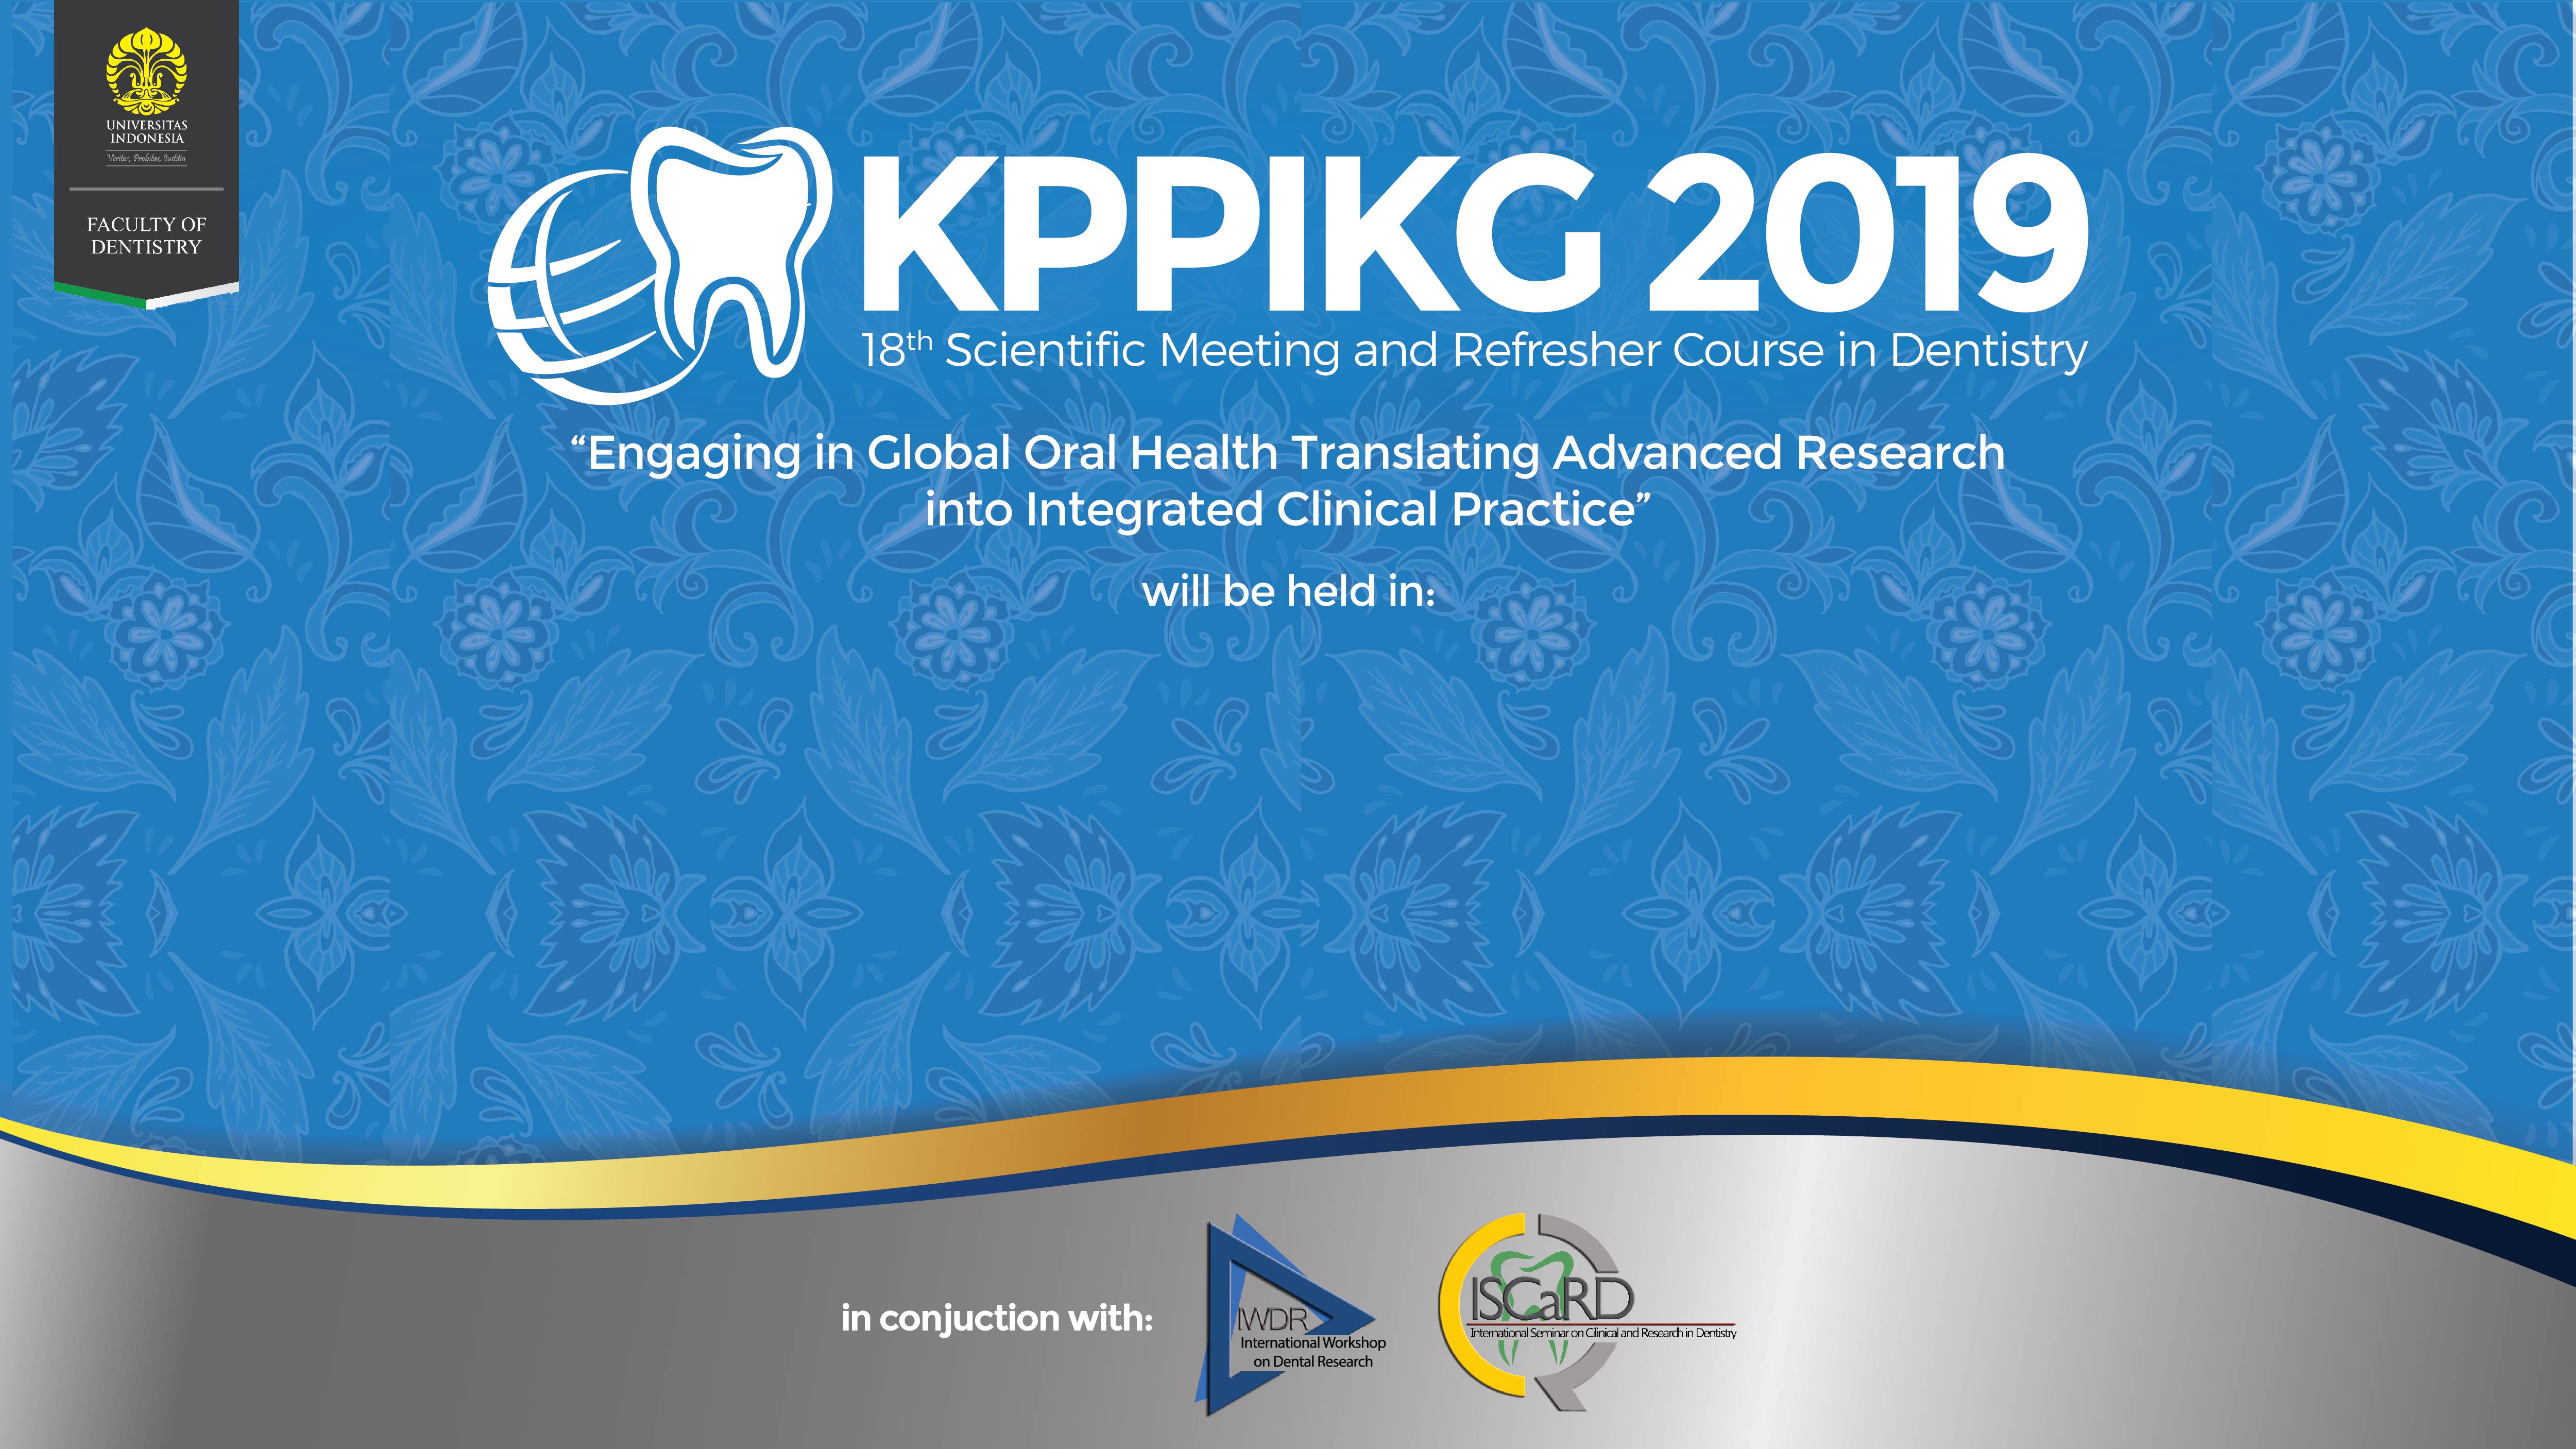 UNIVERSITAS
INDONESIA
Veritas, Probitas, Iustitia
FACULTY OF
DENTISTRY
KPPIKG 2019
18th Scientific Meeting and Refresher Course in Dentistry
“Engaging in Global Oral Health Translating Advanced Research
into Integrated Clinical Practice”
will be held in:
in conjuction with:
IWDR
International Workshop
on Dental Research
ISCaRD
International Seminar on Clinical and Research in Dentistry